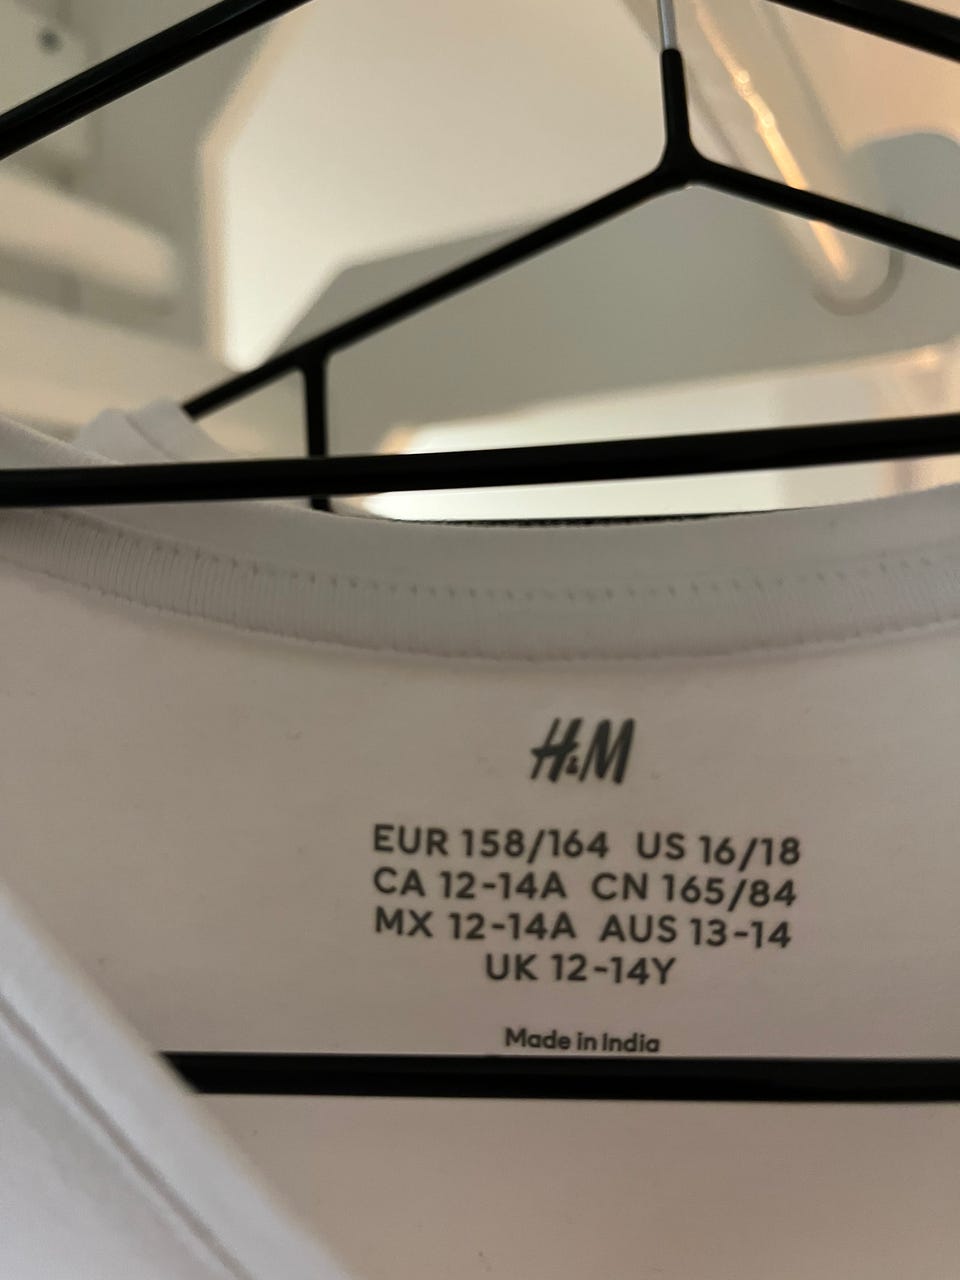 H&M
EUR 158/164 US 16/18
CA 12-14A CN 165/84
MX 12-14A AUS 13-14
UK 12-14Y
Made in India